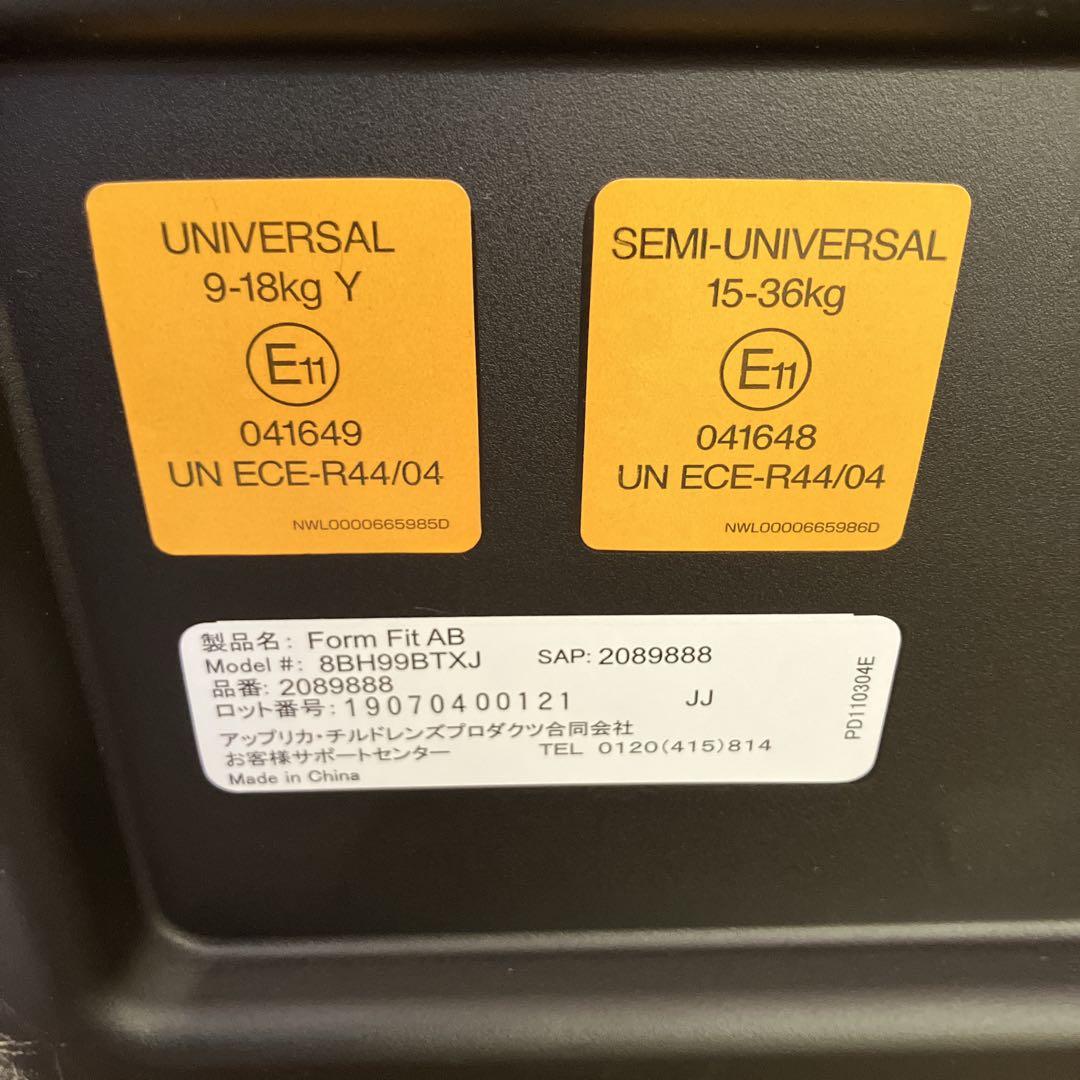 UNIVERSAL
9-18kg Y
E11
041649
UN ECE-R44/04
NWL0000665985D
SEMI-UNIVERSAL
15-36kg
E11
041648
UN ECE-R44/04
NWL0000665986D
製品名: Form Fit AB
Model #: 8BH99BTXJ SAP: 2089888
品番: 2089888
ロット番号: 19070400121 JJ
アップリカ・チルドレンズプロダクツ合同会社
お客様サポートセンター TEL 0120(415)814
Made in China
PD110304E